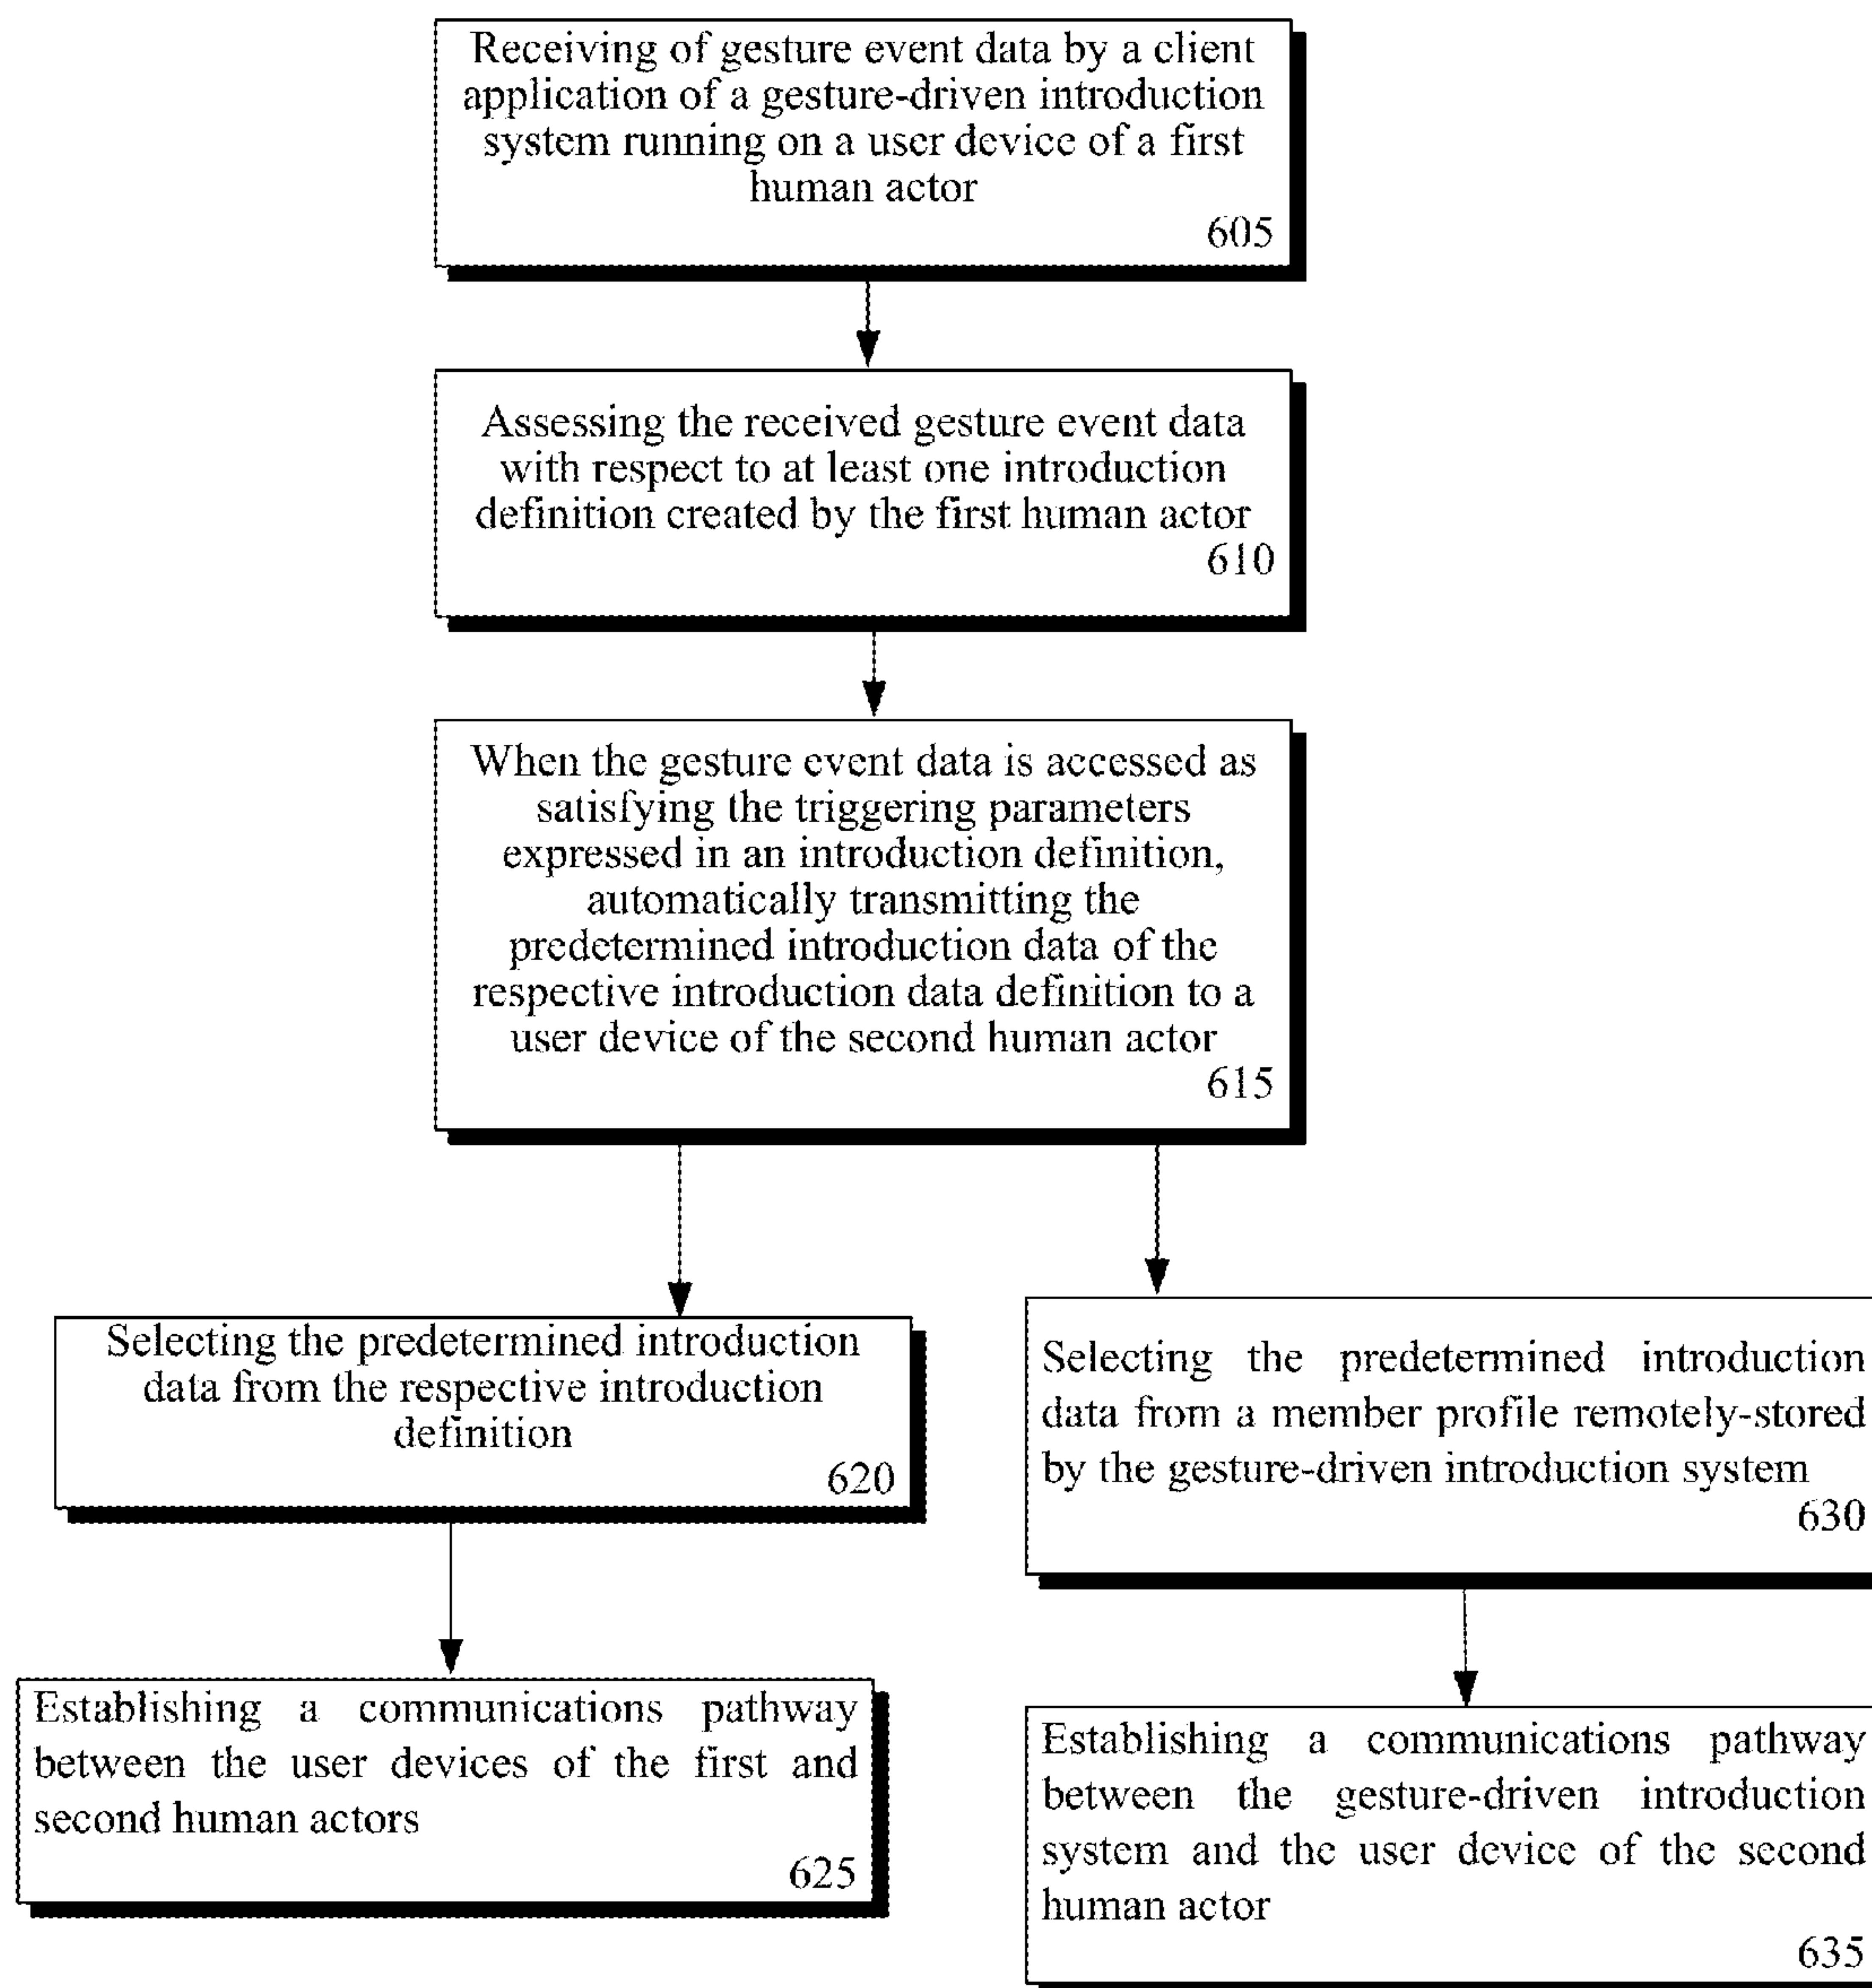 Receiving of gesture event data by a client
application of a gesture-driven introduction
system running on a user device of a first
human actor
605
Assessing the received gesture event data
with respect to at least one introduction
definition created by the first human actor
610
When the gesture event data is accessed as
satisfying the triggering parameters
expressed in an introduction definition,
automatically transmitting the
predetermined introduction data of the
respective introduction data definition to a
user device of the second human actor
615
Selecting the predetermined introduction
data from the respective introduction
definition
620
Establishing a communications pathway
between the user devices of the first and
second human actors
625
Selecting the predetermined introduction
data from a member profile remotely-stored
by the gesture-driven introduction system
630
Establishing a communications pathway
between the gesture-driven introduction
system and the user device of the second
human actor
635